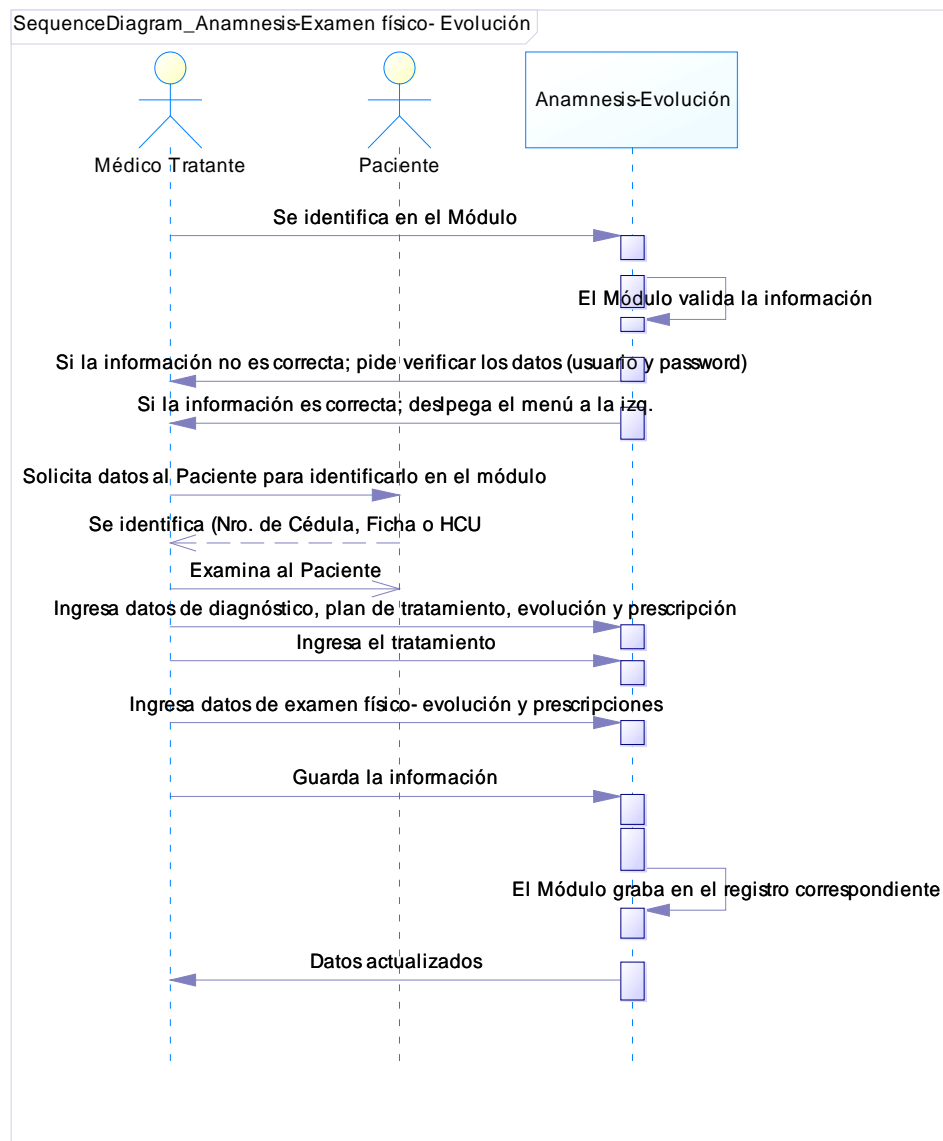 SequenceDiagram_Anamnesis-Examen físico- Evolución
Médico Tratante
Paciente
Anamnesis-Evolución
Se identifica en el Módulo
El Módulo valida la información
Si la información no es correcta; pide verificar los datos (usuario y password)
Si la información es correcta; deslpega el menú a la izq.
Solicita datos al Paciente para identificarlo en el módulo
Se identifica (Nro. de Cédula, Ficha o HCU
Examina al Paciente
Ingresa datos de diagnóstico, plan de tratamiento, evolución y prescripción
Ingresa el tratamiento
Ingresa datos de examen físico- evolución y prescripciones
Guarda la información
El Módulo graba en el registro correspondiente
Datos actualizados